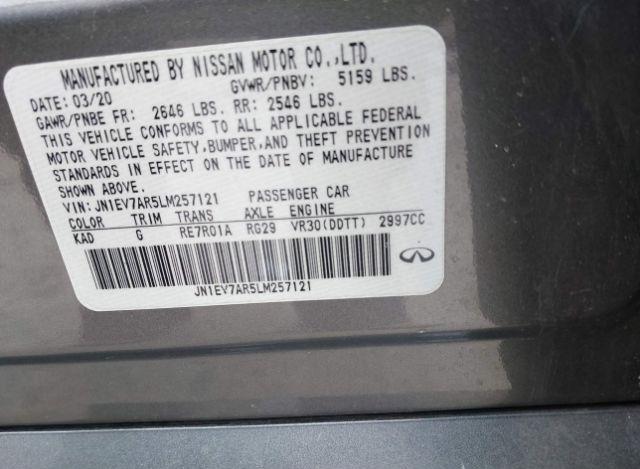 MANUFACTURED BY NISSAN MOTOR CO.,LTD.
DATE: 03/20 GVWR/PNBV: 5159 LBS.
GAWR/PNBE FR: 2646 LBS. RR: 2546 LBS.
THIS VEHICLE CONFORMS TO ALL APPLICABLE FEDERAL
MOTOR VEHICLE SAFETY,BUMPER,AND THEFT PREVENTION
STANDARDS IN EFFECT ON THE DATE OF MANUFACTURE
SHOWN ABOVE.
VIN: JN1EV7AR5LM257121 PASSENGER CAR
COLOR TRIM TRANS AXLE ENGINE
KAD G RE7R01A RG29 VR30(DDTT) 2997CC
JN1EV7AR5LM257121